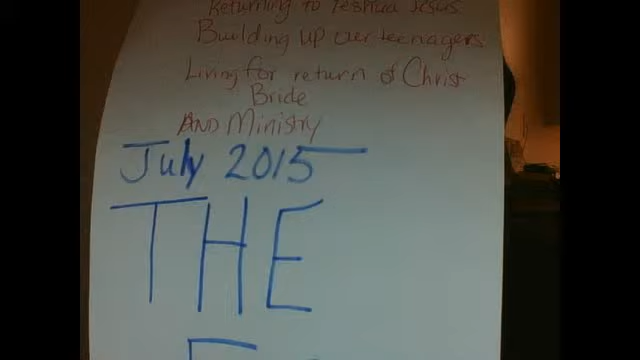 Returning to Yeshua Jesus
Building up our teenagers
Living for return of Christ
Bride
AND Ministry
July 2015
THE